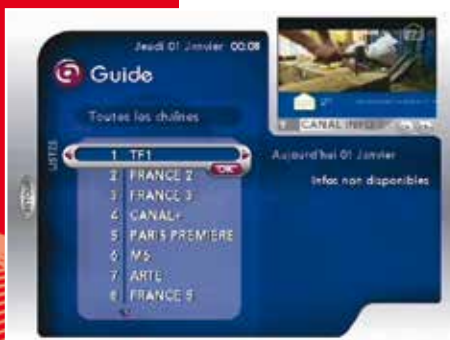 Jeudi 01 Janvier 00:08
Guide
Toutes les chaînes
LISTES
1 TF1
OK
2 FRANCE 2
3 FRANCE 3
4 CANAL+
5 PARIS PREMIERE
6 M6
7 ARTE
8 FRANCE 5
CANAL INFOS
Aujourd'hui 01 Janvier
Infos non disponibles